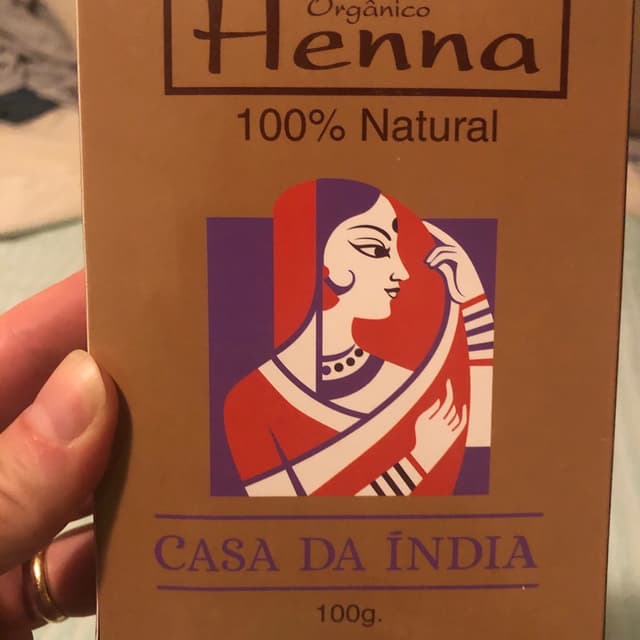 Orgânico
Henna
100% Natural
CASA DA ÍNDIA
100g.